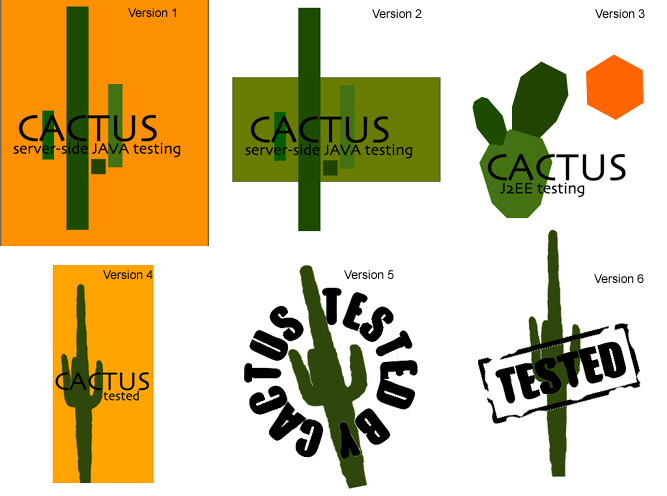 Version 1
CACTUS
server-side JAVA testing
Version 2
CACTUS
server-side JAVA testing
Version 3
CACTUS
J2EE testing
Version 4
CACTUS
tested
Version 5
TESTED BY CACTUS
Version 6
TESTED